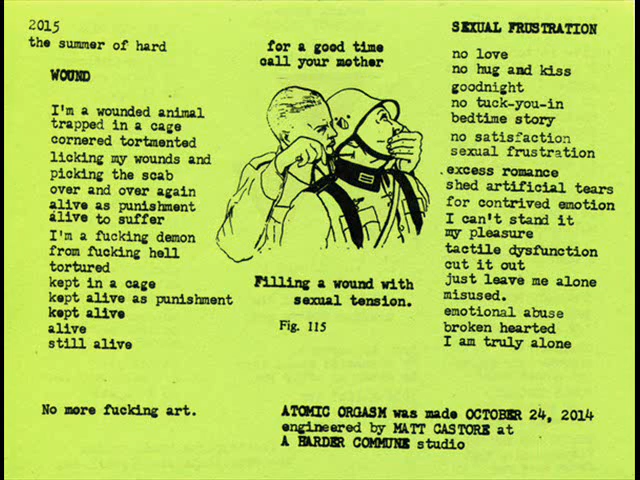 2015
the summer of hard
WOUND
I'm a wounded animal
trapped in a cage
cornered tortmented
licking my wounds and
picking the scab
over and over again
alive as punishment
alive to suffer
I'm a fucking demon
from fucking hell
tortured
kept in a cage
kept alive as punishment
kept alive
alive
still alive
No more fucking art.
for a good time
call your mother
Filling a wound with
sexual tension.
Fig. 115
SEXUAL FRUSTRATION
no love
no hug and kiss
goodnight
no tuck-you-in
bedtime story
no satisfaction
sexual frustration
excess romance
shed artificial tears
for contrived emotion
I can't stand it
my pleasure
tactile dysfunction
cut it out
just leave me alone
misused.
emotional abuse
broken hearted
I am truly alone
ATOMIC ORGASM was made OCTOBER 24, 2014
engineered by MATT CASTORE at
A HARDER COMMUNE studio